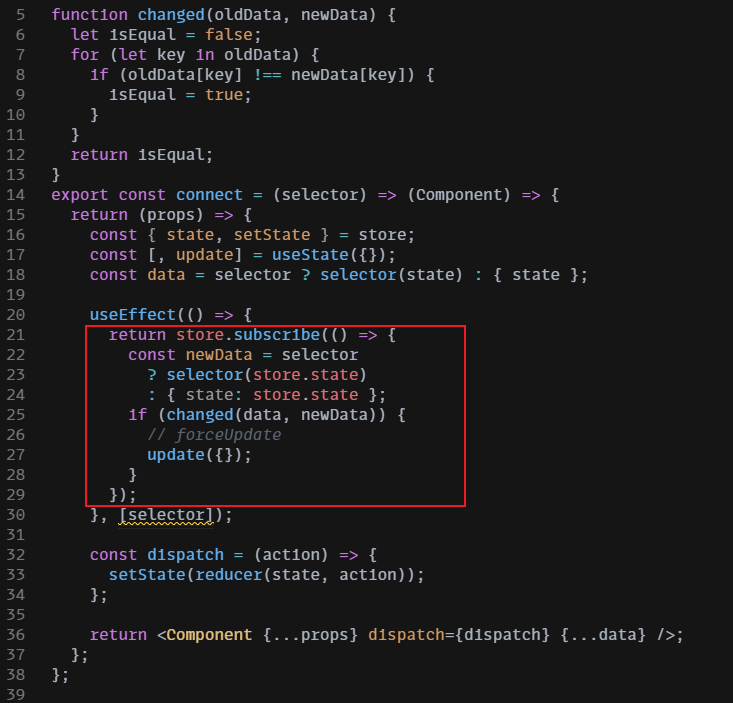 5 function changed(oldData, newData) {
6   let isEqual = false;
7   for (let key in oldData) {
8     if (oldData[key] !== newData[key]) {
9       isEqual = true;
10     }
11   }
12   return isEqual;
13 }
14 export const connect = (selector) => (Component) => {
15   return (props) => {
16     const { state, setState } = store;
17     const [, update] = useState({});
18     const data = selector ? selector(state) : { state };
19
20     useEffect(() => {
21       return store.subscribe(() => {
22         const newData = selector
23           ? selector(store.state)
24           : { state: store.state };
25         if (changed(data, newData)) {
26           // forceUpdate
27           update({});
28         }
29       });
30     }, [selector]);
31
32     const dispatch = (action) => {
33       setState(reducer(state, action));
34     };
35
36     return <Component {...props} dispatch={dispatch} {...data} />;
37   };
38 };
39